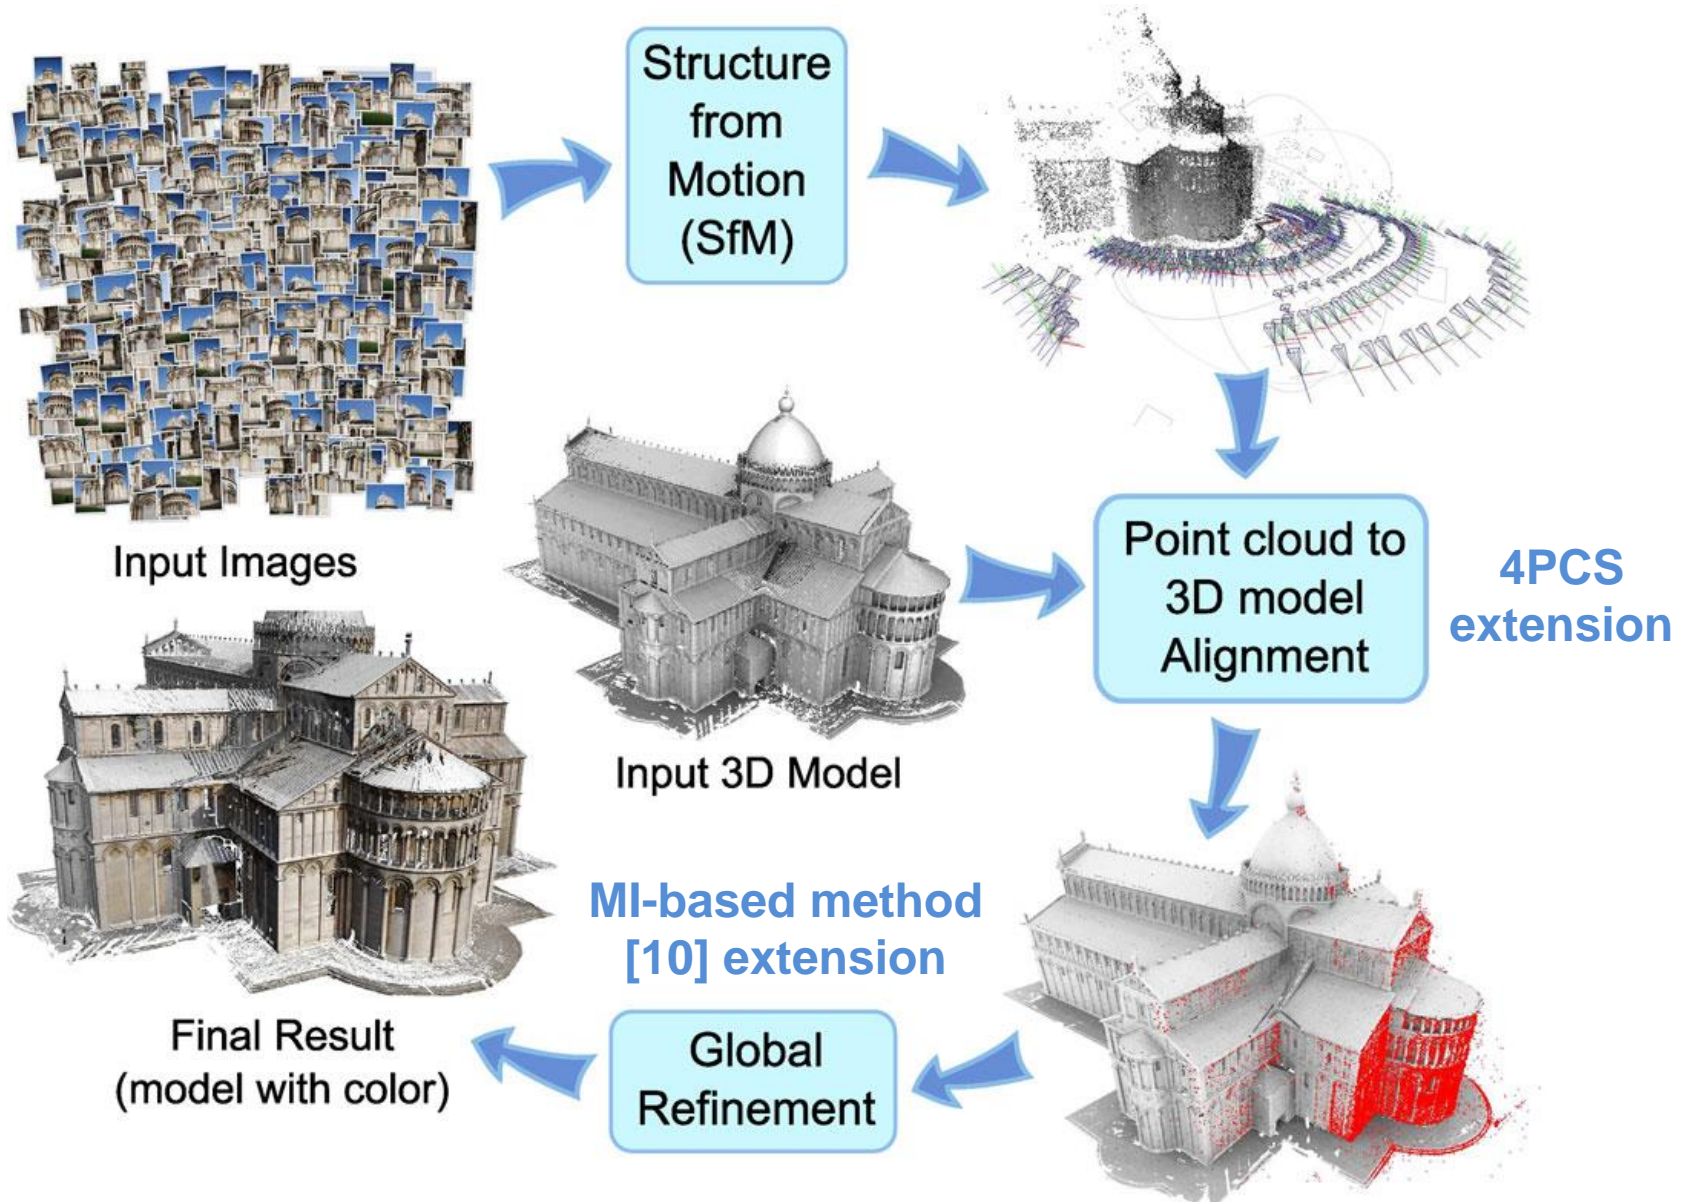 Structure
from
Motion
(SfM)
Input Images
Point cloud to
3D model
Alignment
4PCS
extension
Input 3D Model
MI-based method
[10] extension
Global
Refinement
Final Result
(model with color)